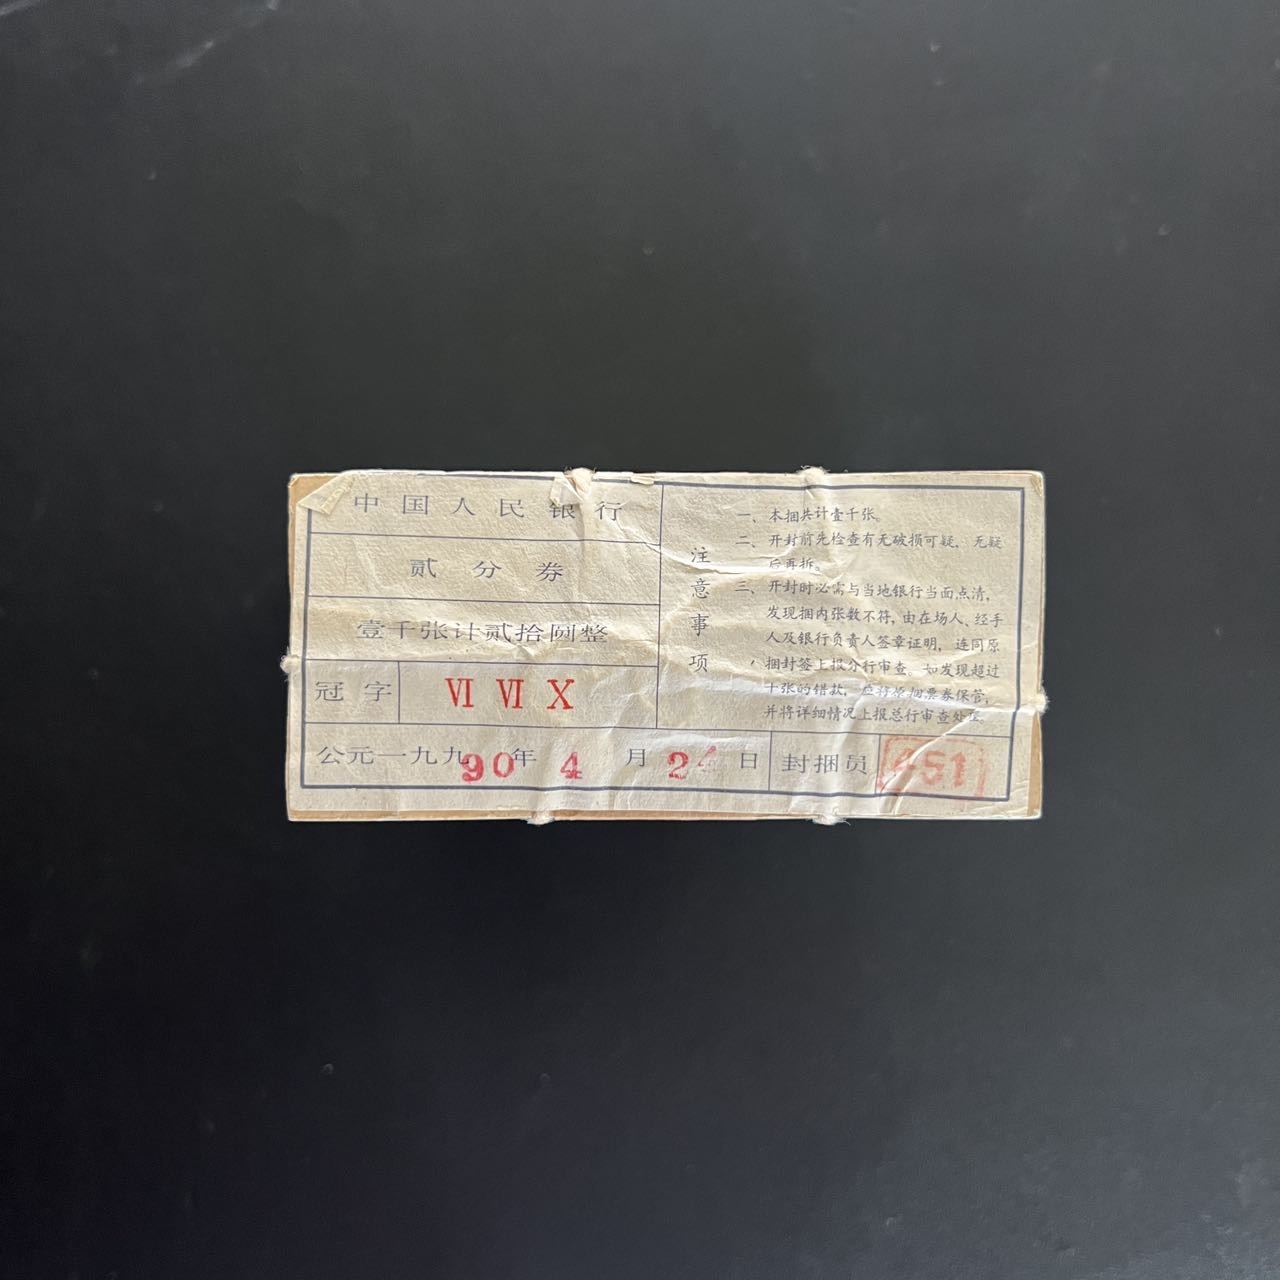 中国人民银行
贰分券
壹千张计贰拾圆整
冠字 VI VI X
公元一九九90年4月24日 封捆员 451
注意事项
一、本捆共计壹千张。
二、开封前先检查有无破损可疑，无疑
后再拆。
三、开封时必需与当地银行当面点清，
发现捆内张数不符，由在场人、经手
人及银行负责人签章证明，连同原
捆封签上报分行审查。如发现超过
十张的错款，应将原捆票券保管，
并将详细情况上报总行审查处理。